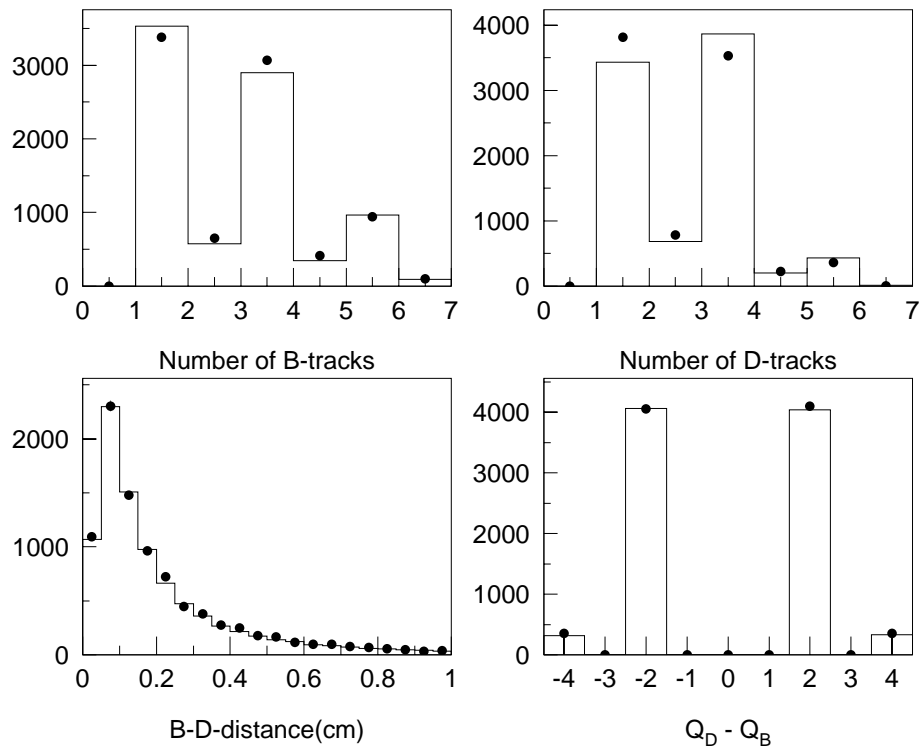 3000
2000
1000
0
0 1 2 3 4 5 6 7
Number of B-tracks
4000
3000
2000
1000
0
0 1 2 3 4 5 6 7
Number of D-tracks
2000
1000
0
0 0.2 0.4 0.6 0.8 1
B-D-distance(cm)
4000
3000
2000
1000
0
-4 -3 -2 -1 0 1 2 3 4
Q_D - Q_B